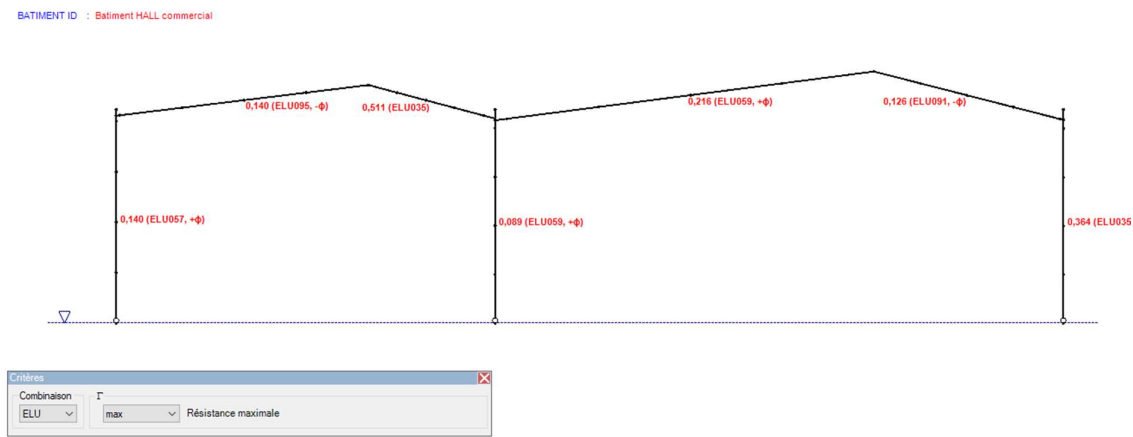 BATIMENT ID : Batiment HALL commercial
0,140 (ELU095, -ϕ)
0,511 (ELU035)
0,216 (ELU059, +ϕ)
0,126 (ELU091, -ϕ)
0,140 (ELU057, +ϕ)
0,089 (ELU059, +ϕ)
0,364 (ELU035
Critères
Combinaison Γ
ELU max Résistance maximale